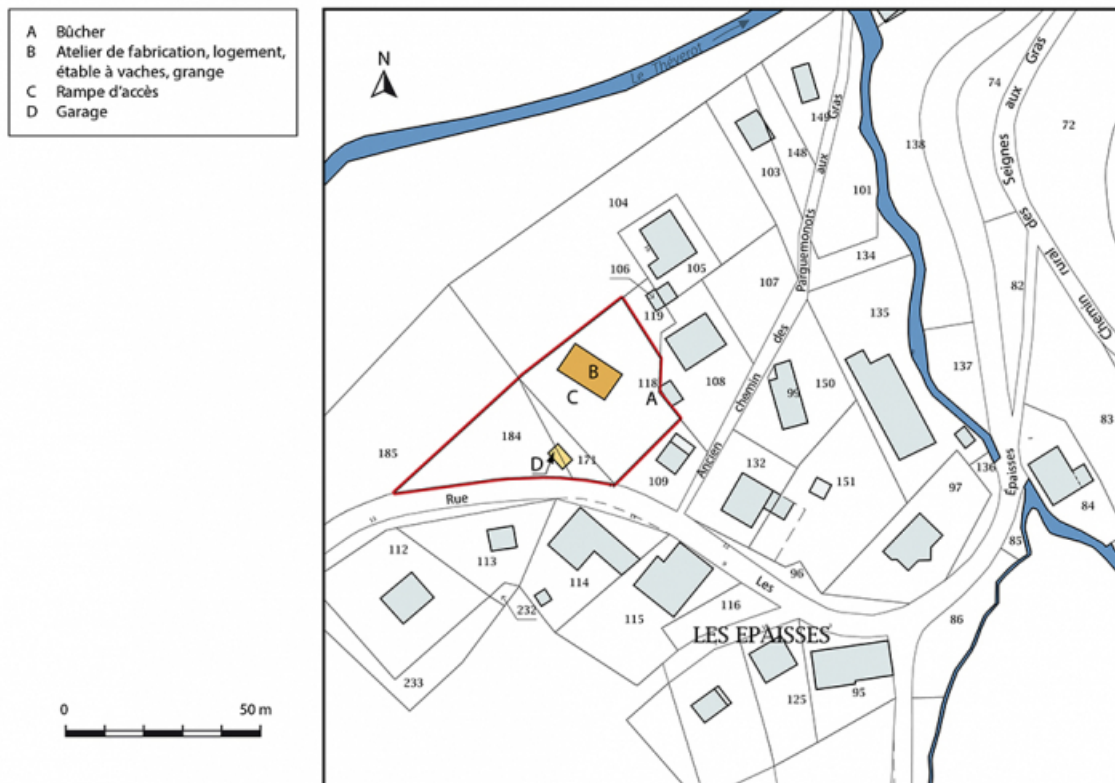 A Bûcher
B Atelier de fabrication, logement,
étable à vaches, grange
C Rampe d'accès
D Garage
N
Le Théverot
74
Chemin rural des Seignes aux Gras
72
149
138
148
103
101
104
134
106
105
107
Ancien chemin des Parguemonots aux Gras
82
119
135
137
B
118
108
A
C
99
150
83
184
185
D
171
109
132
151
136
97
84
Rue Les Épaisses
112
113
85
114
96
232
115
116
86
LES EPAISSES
233
125
95
0 50 m